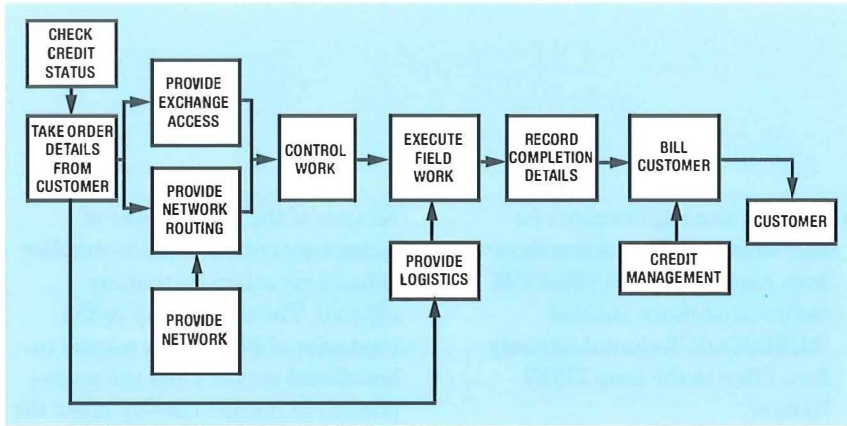 CHECK
CREDIT
STATUS
TAKE ORDER
DETAILS
FROM
CUSTOMER
PROVIDE
EXCHANGE
ACCESS
PROVIDE
NETWORK
ROUTING
PROVIDE
NETWORK
CONTROL
WORK
EXECUTE
FIELD
WORK
PROVIDE
LOGISTICS
RECORD
COMPLETION
DETAILS
BILL
CUSTOMER
CREDIT
MANAGEMENT
CUSTOMER